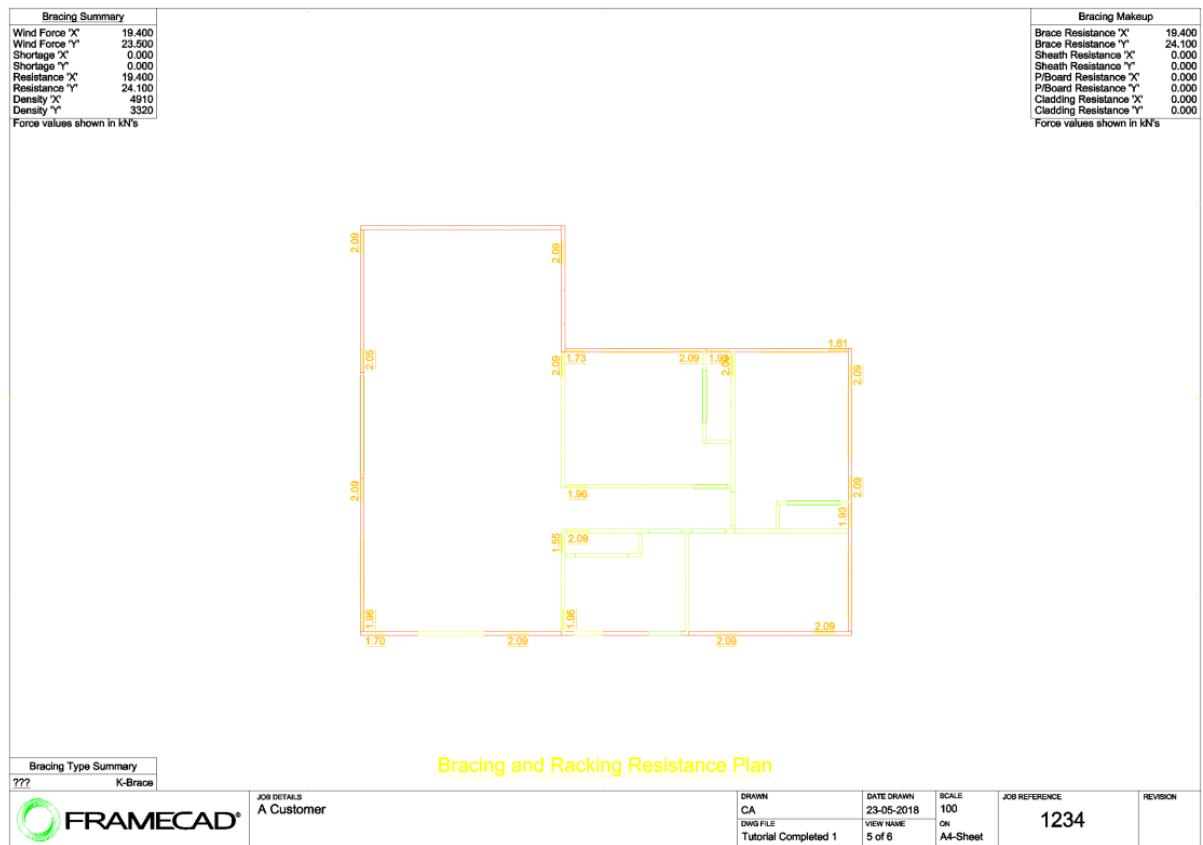 Bracing Summary
Wind Force 'X' 19.400
Wind Force 'Y' 23.500
Shortage 'X' 0.000
Shortage 'Y' 0.000
Resistance 'X' 19.400
Resistance 'Y' 24.100
Density 'X' 4910
Density 'Y' 3320
Force values shown in kN's
Bracing Makeup
Brace Resistance 'X' 19.400
Brace Resistance 'Y' 24.100
Sheath Resistance 'X' 0.000
Sheath Resistance 'Y' 0.000
P/Board Resistance 'X' 0.000
P/Board Resistance 'Y' 0.000
Cladding Resistance 'X' 0.000
Cladding Resistance 'Y' 0.000
Force values shown in kN's
2.09
2.09
1.61
2.05
2.09
1.73
2.09
1.93
2.09
2.09
2.09
1.96
2.09
1.93
1.55
2.09
1.96
1.96
2.09
1.70
2.09
2.09
Bracing and Racking Resistance Plan
Bracing Type Summary
??? K-Brace
FRAMECAD®
JOB DETAILS
A Customer
DRAWN
CA
DATE DRAWN
23-05-2018
SCALE
100
JOB REFERENCE
1234
REVISION
DWG FILE
Tutorial Completed 1
VIEW NAME
5 of 6
ON
A4-Sheet